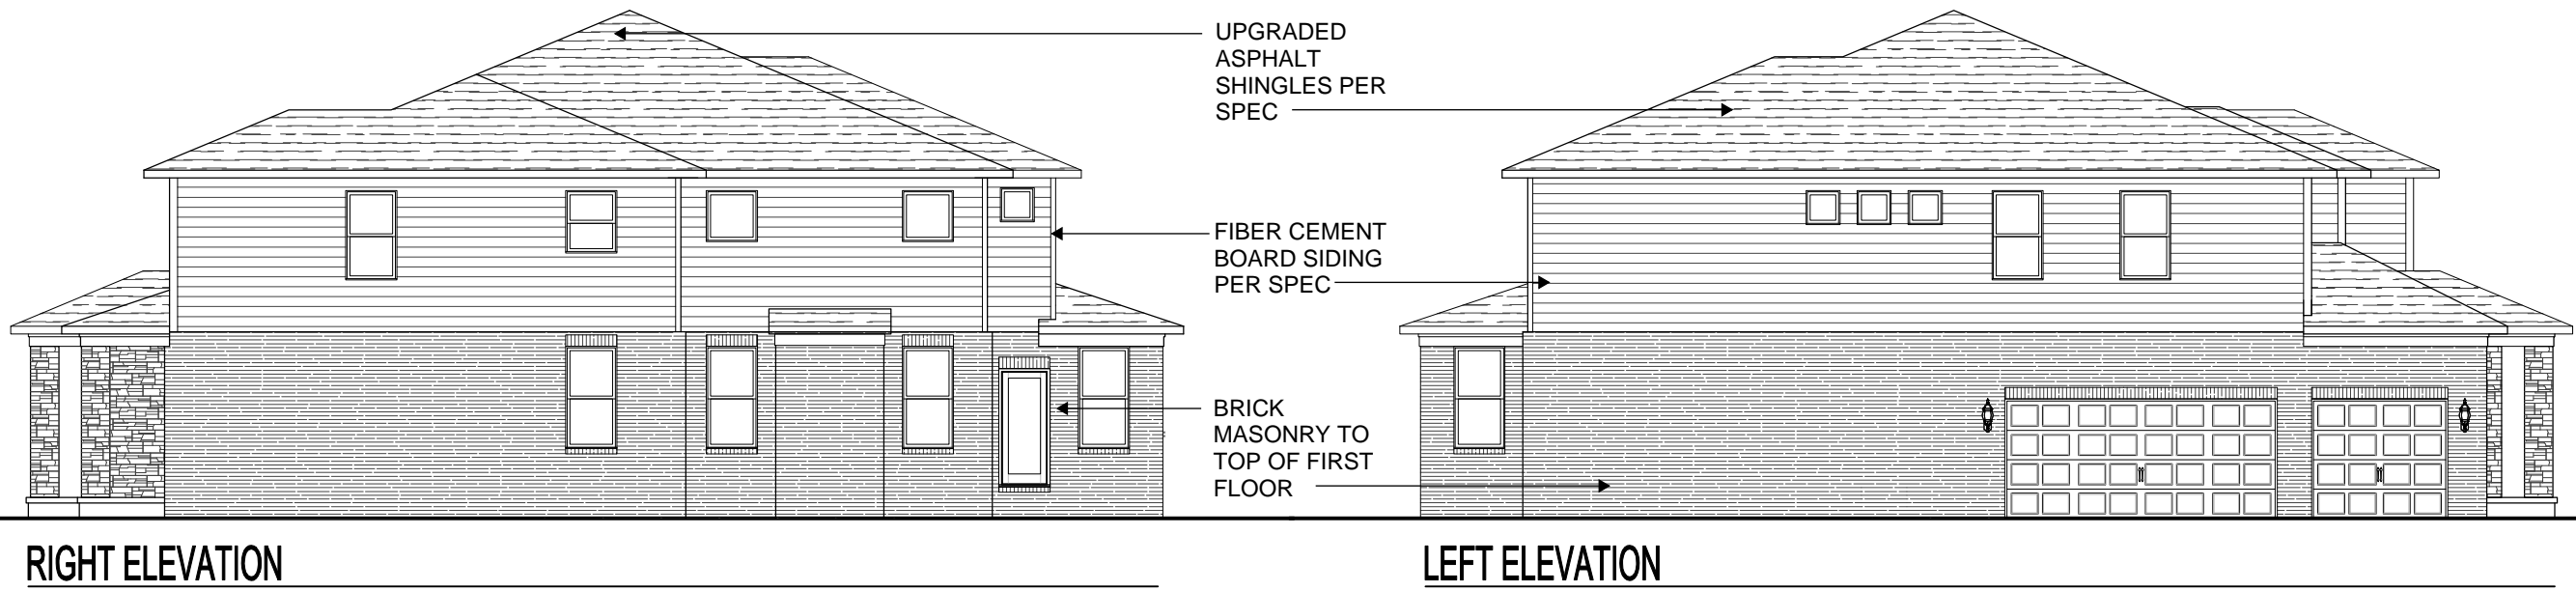 UPGRADED
ASPHALT
SHINGLES PER
SPEC
FIBER CEMENT
BOARD SIDING
PER SPEC
BRICK
MASONRY TO
TOP OF FIRST
FLOOR
RIGHT ELEVATION
LEFT ELEVATION